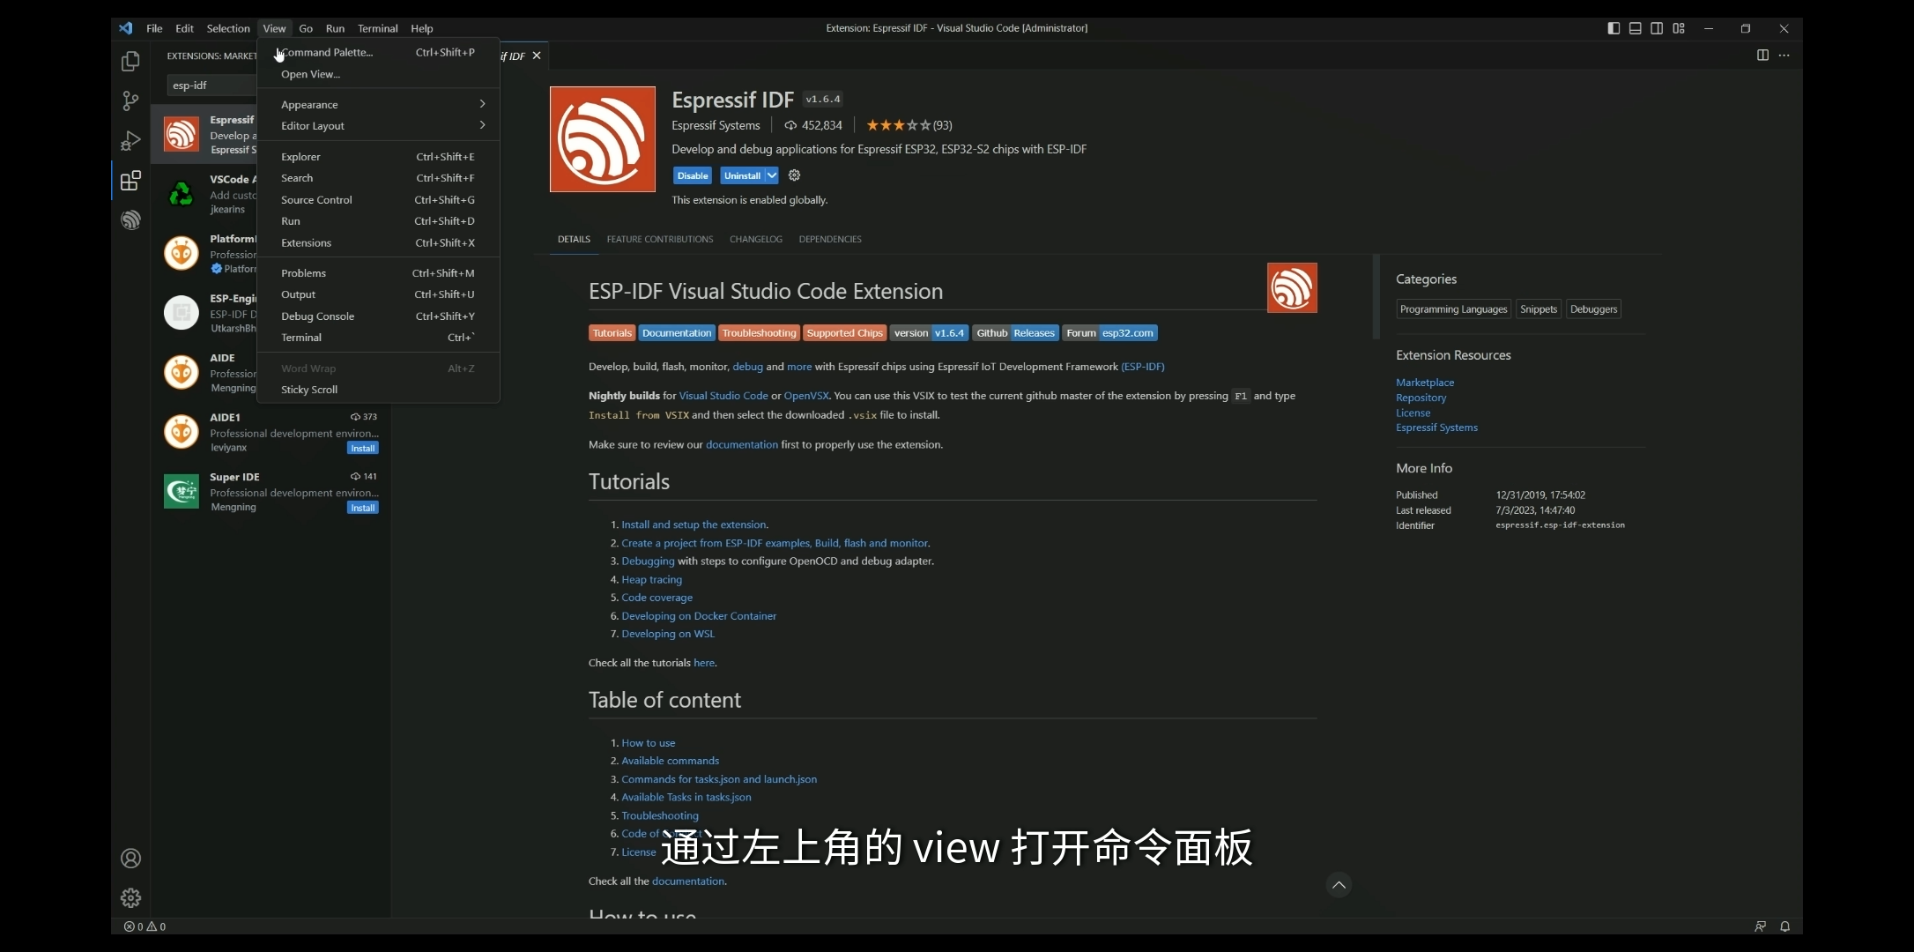 File Edit Selection View Go Run Terminal Help
Extension: Espressif IDF - Visual Studio Code [Administrator]
EXTENSIONS: MARKET
esp-idf
Espressif
Develop a
Espressif S
VSCode A
Add custo
jkearins
Professio
ESP-Engi
ESP-IDF D
UtkarshBh
AIDE
Professio
Mengning
AIDE1 373
Professional development environ...
leviyanx Install
Super IDE 141
Professional development environ...
Mengning Install
Command Palette... Ctrl+Shift+P
Open View...
Appearance
Editor Layout
Explorer Ctrl+Shift+E
Search Ctrl+Shift+F
Source Control Ctrl+Shift+G
Run Ctrl+Shift+D
Extensions Ctrl+Shift+X
Problems Ctrl+Shift+M
Output Ctrl+Shift+U
Debug Console Ctrl+Shift+Y
Terminal Ctrl+`
Word Wrap Alt+Z
Sticky Scroll
if IDF
Espressif IDF v1.6.4
Espressif Systems 452,834 (93)
Develop and debug applications for Espressif ESP32, ESP32-S2 chips with ESP-IDF
Disable Uninstall
This extension is enabled globally.
DETAILS FEATURE CONTRIBUTIONS CHANGELOG DEPENDENCIES
ESP-IDF Visual Studio Code Extension
Tutorials Documentation Troubleshooting Supported Chips version v1.6.4 Github Releases Forum esp32.com
Develop, build, flash, monitor, debug and more with Espressif chips using Espressif IoT Development Framework (ESP-IDF)
Nightly builds for Visual Studio Code or OpenVSX. You can use this VSIX to test the current github master of the extension by pressing F1 and type
Install from VSIX and then select the downloaded .vsix file to install.
Make sure to review our documentation first to properly use the extension.
Tutorials
1. Install and setup the extension.
2. Create a project from ESP-IDF examples, Build, flash and monitor.
3. Debugging with steps to configure OpenOCD and debug adapter.
4. Heap tracing
5. Code coverage
6. Developing on Docker Container
7. Developing on WSL
Check all the tutorials here.
Table of content
1. How to use
2. Available commands
3. Commands for tasks.json and launch.json
4. Available Tasks in tasks.json
5. Troubleshooting
6. Code of
7. License
Check all the documentation.
How to use
Categories
Programming Languages Snippets Debuggers
Extension Resources
Marketplace
Repository
License
Espressif Systems
More Info
Published 12/31/2019, 17:54:02
Last released 7/3/2023, 14:47:40
Identifier espressif.esp-idf-extension
通过左上角的 view 打开命令面板
0 0